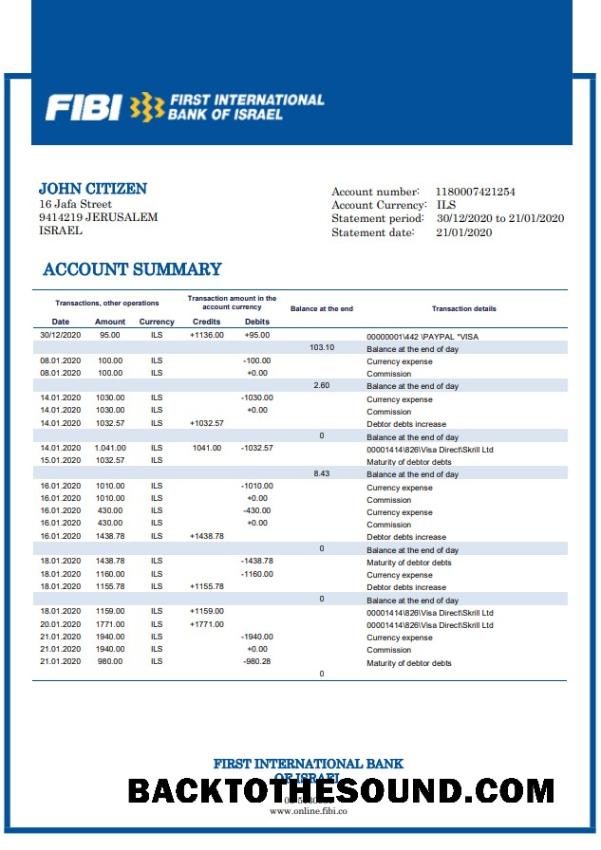 FIBI FIRST INTERNATIONAL
BANK OF ISRAEL
JOHN CITIZEN
16 Jafa Street
9414219 JERUSALEM
ISRAEL
Account number: 1180007421254
Account Currency: ILS
Statement period: 30/12/2020 to 21/01/2020
Statement date: 21/01/2020
ACCOUNT SUMMARY
Transactions, other operations Transaction amount in the account currency Balance at the end Transaction details
Date Amount Currency Credits Debits
30/12/2020 95.00 ILS +1136.00 +95.00 00000001\442 \PAYPAL *VISA
103.10 Balance at the end of day
08.01.2020 100.00 ILS -100.00 Currency expense
08.01.2020 100.00 ILS +0.00 Commission
2.60 Balance at the end of day
14.01.2020 1030.00 ILS -1030.00 Currency expense
14.01.2020 1030.00 ILS +0.00 Commission
14.01.2020 1032.57 ILS +1032.57 Debtor debts increase
0 Balance at the end of day
14.01.2020 1.041.00 ILS 1041.00 -1032.57 00001414\826\Visa Direct\Skrill Ltd
15.01.2020 1032.57 ILS Maturity of debtor debts
8.43 Balance at the end of day
16.01.2020 1010.00 ILS -1010.00 Currency expense
16.01.2020 1010.00 ILS +0.00 Commission
16.01.2020 430.00 ILS -430.00 Currency expense
16.01.2020 430.00 ILS +0.00 Commission
16.01.2020 1438.78 ILS +1438.78 Debtor debts increase
0 Balance at the end of day
18.01.2020 1438.78 ILS -1438.78 Maturity of debtor debts
18.01.2020 1160.00 ILS -1160.00 Currency expense
18.01.2020 1155.78 ILS +1155.78 Debtor debts increase
0 Balance at the end of day
18.01.2020 1159.00 ILS +1159.00 00001414\826\Visa Direct\Skrill Ltd
20.01.2020 1771.00 ILS +1771.00 00001414\826\Visa Direct\Skrill Ltd
21.01.2020 1940.00 ILS -1940.00 Currency expense
21.01.2020 1940.00 ILS +0.00 Commission
21.01.2020 980.00 ILS -980.28 Maturity of debtor debts
0
FIRST INTERNATIONAL BANK
OF ISRAEL
BACKTOTHESOUND.COM
www.online.fibi.co